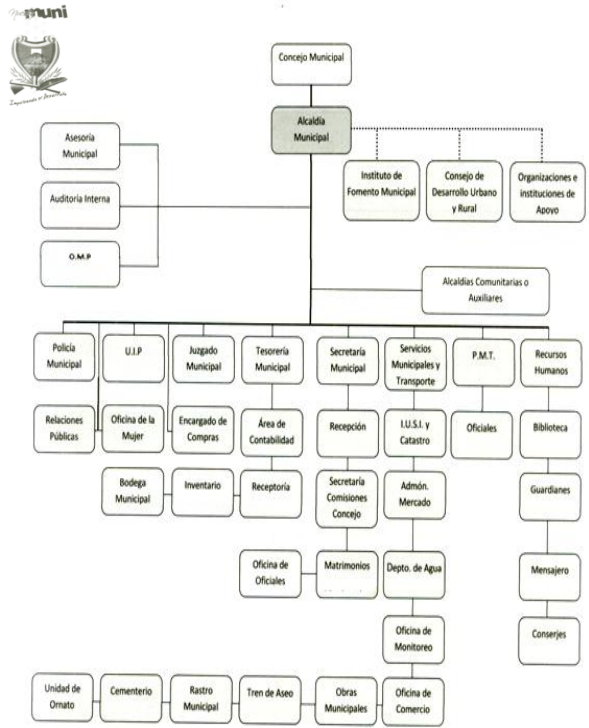 muni
Concejo Municipal
Alcaldía
Municipal
Asesoría
Municipal
Auditoría Interna
O.M.P
Instituto de
Fomento Municipal
Consejo de
Desarrollo Urbano
y Rural
Organizaciones e
instituciones de
Apoyo
Alcaldías Comunitarias o
Auxiliares
Policía
Municipal
U.I.P
Juzgado
Municipal
Tesorería
Municipal
Secretaría
Municipal
Servicios
Municipales y
Transporte
P.M.T.
Recursos
Humanos
Relaciones
Públicas
Oficina de la
Mujer
Encargado de
Compras
Área de
Contabilidad
Recepción
I.U.S.I. y
Catastro
Oficiales
Biblioteca
Bodega
Municipal
Inventario
Receptoría
Secretaría
Comisiones
Concejo
Admón.
Mercado
Guardianes
Oficina de
Oficiales
Matrimonios
Depto. de Agua
Mensajero
Oficina de
Monitoreo
Conserjes
Unidad de
Ornato
Cementerio
Rastro
Municipal
Tren de Aseo
Obras
Municipales
Oficina de
Comercio